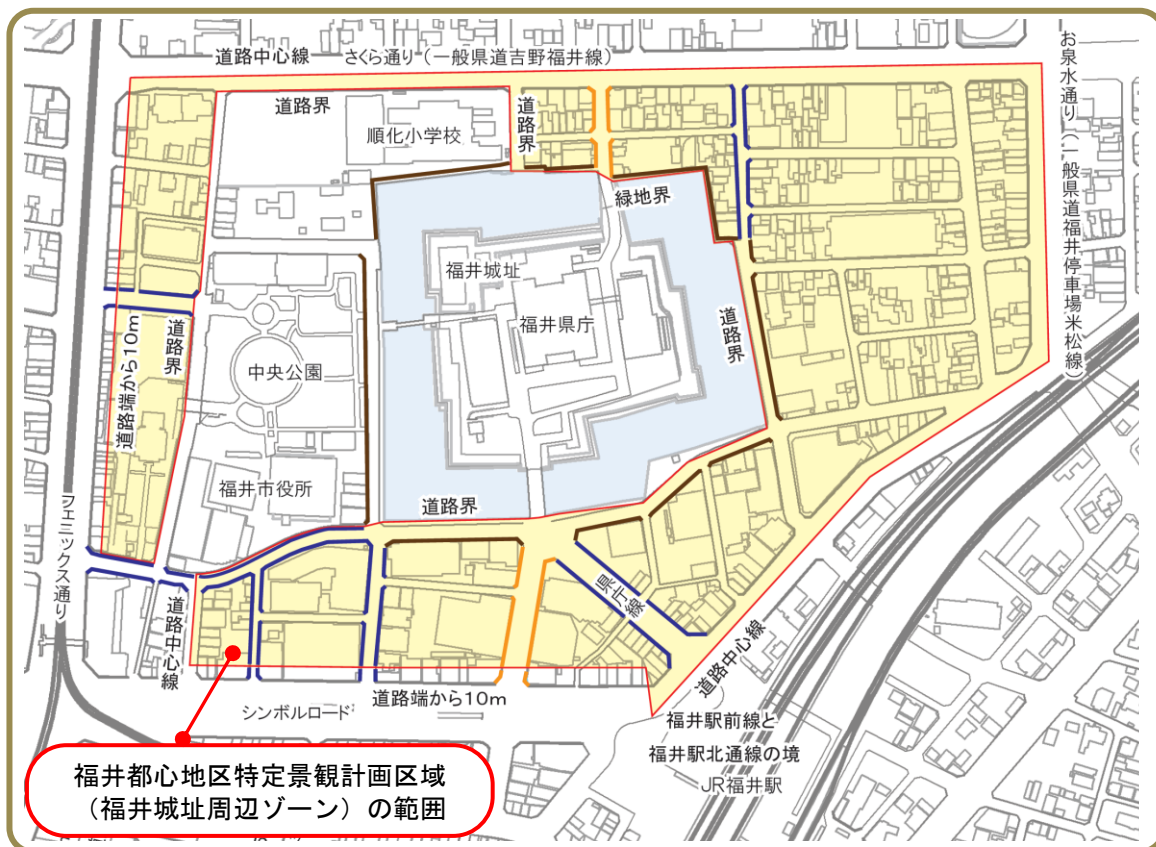 道路中心線 さくら通り(一般県道吉野福井線)
お泉水通り(一般県道福井停車場米松線)
道路界
順化小学校
道路界
緑地界
福井城址
福井県庁
道路界
道路端から10m
道路界
中央公園
福井市役所
道路界
フェニックス通り
県庁線
道路中心線
道路中心線
道路端から10m
シンボルロード
福井駅前線と
福井駅北通線の境
JR福井駅
福井都心地区特定景観計画区域
(福井城址周辺ゾーン)の範囲